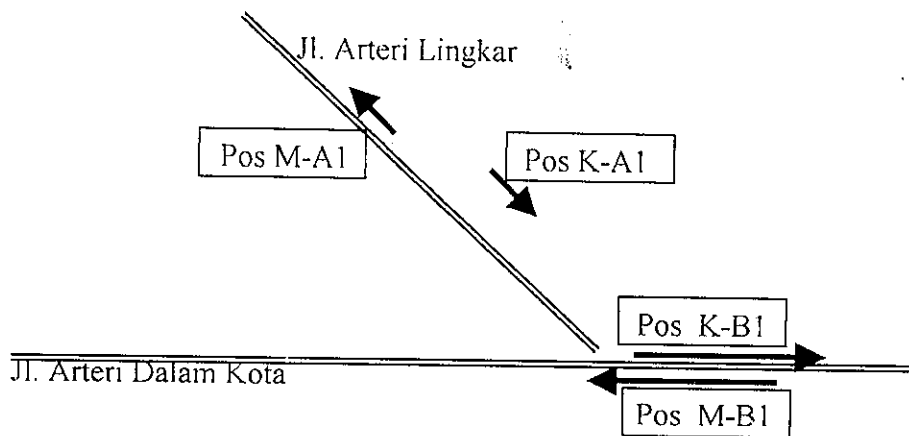 Jl. Arteri Lingkar
Pos M-A1
Pos K-A1
Pos K-B1
Jl. Arteri Dalam Kota
Pos M-B1